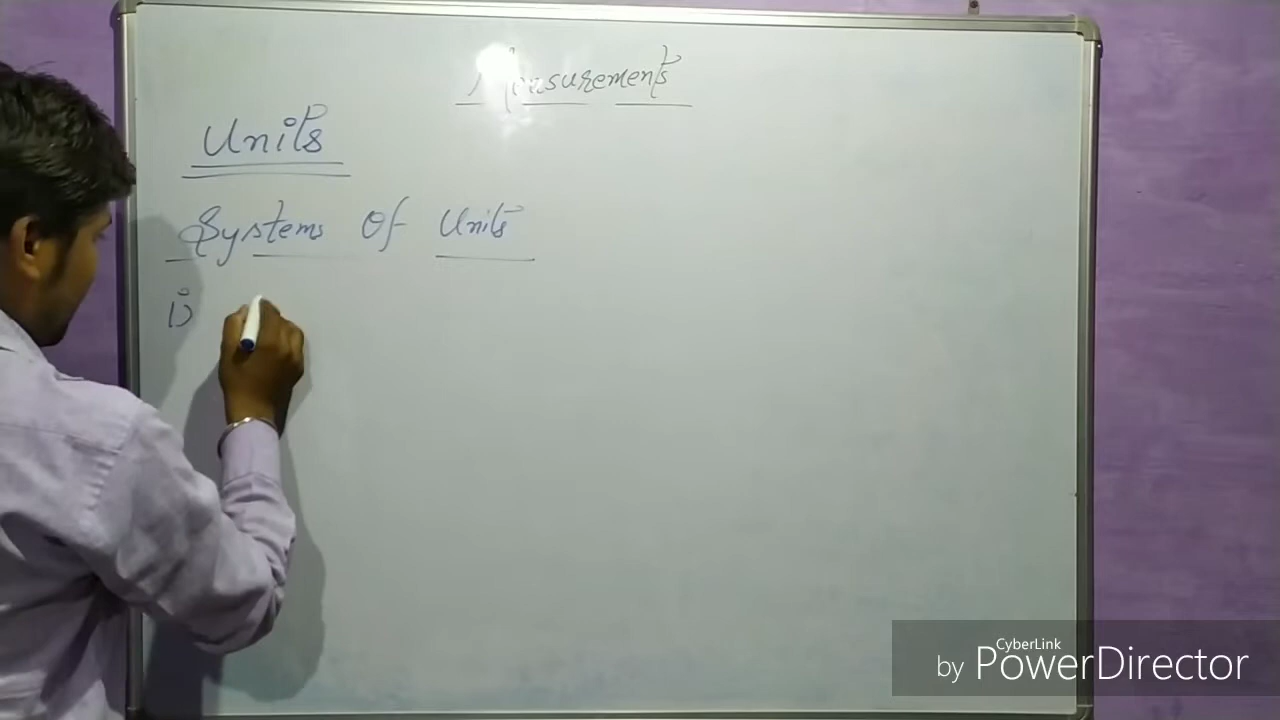 Measurements
Units
Systems Of Units
i)
CyberLink
by PowerDirector